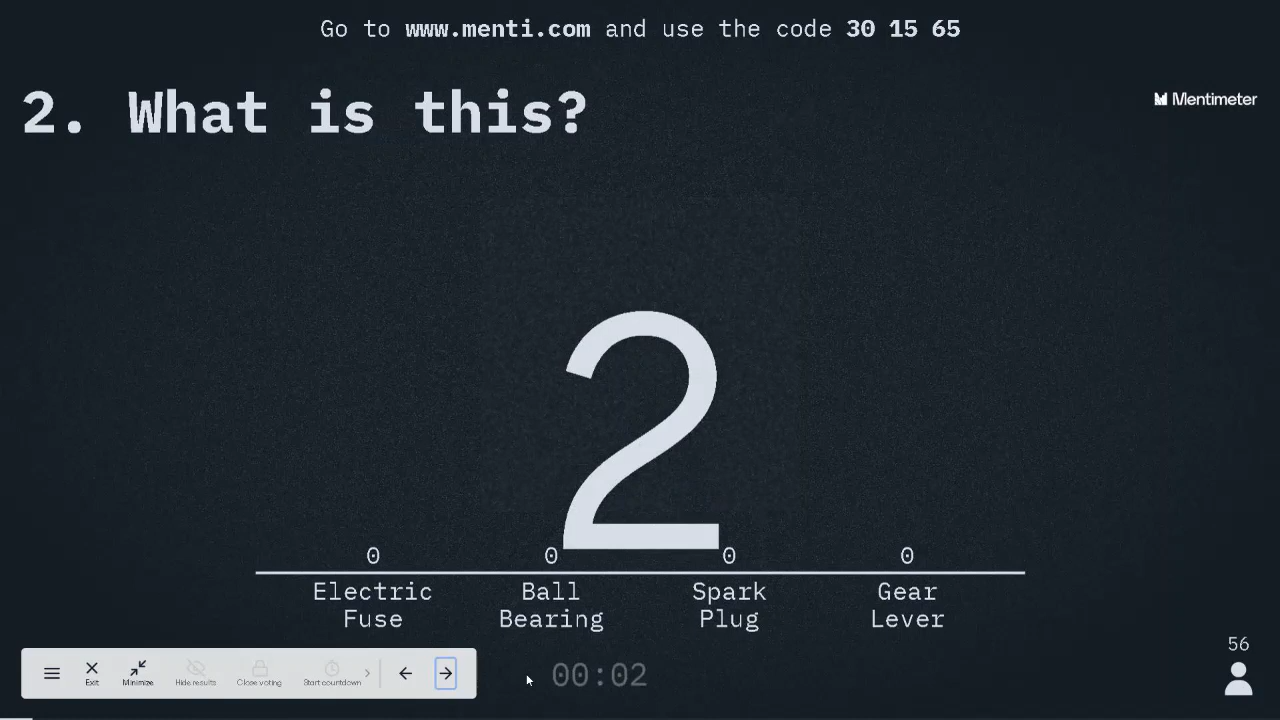 Go to www.menti.com and use the code 30 15 65
2. What is this?
Mentimeter
2
0 0 0 0
Electric Fuse
Ball Bearing
Spark Plug
Gear Lever
56
Exit
Minimize
Hide results
Close voting
Start countdown
00:02